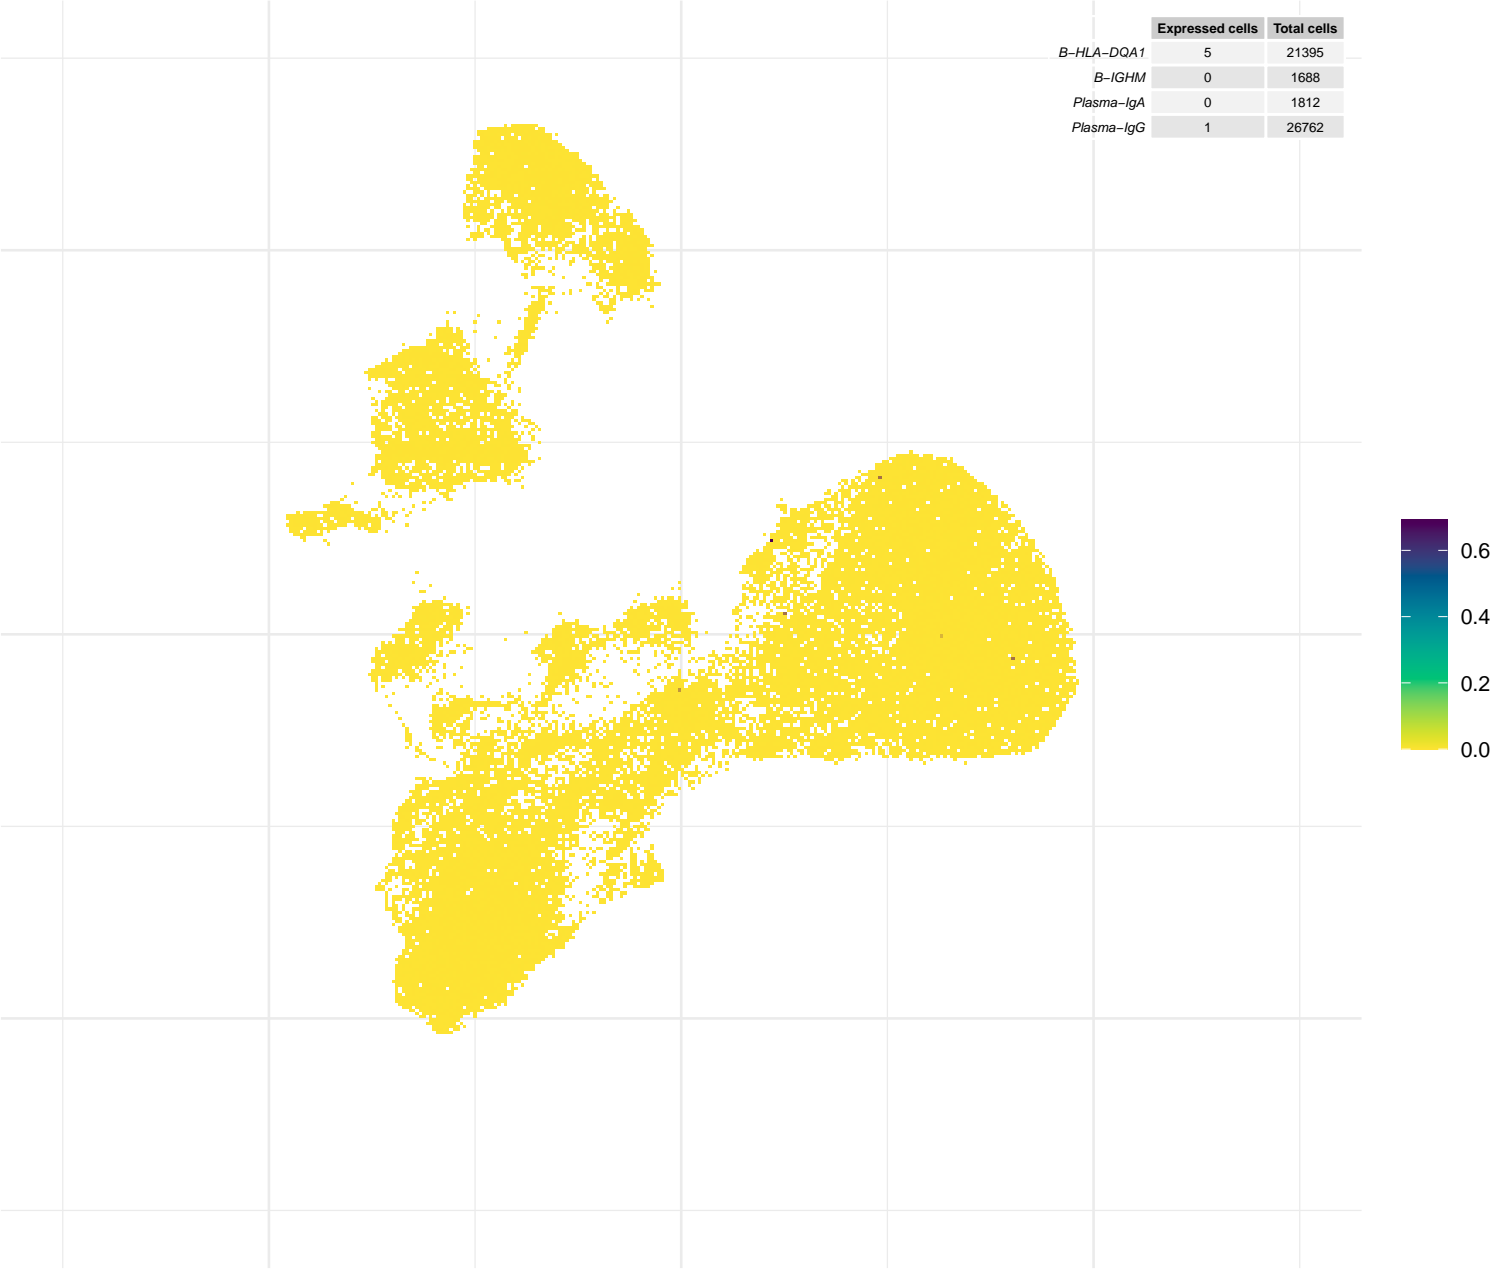 Expressed cells Total cells
B−HLA−DQA1 5 21395
B−IGHM 0 1688
Plasma−IgA 0 1812
Plasma−IgG 1 26762
0.6
0.4
0.2
0.0